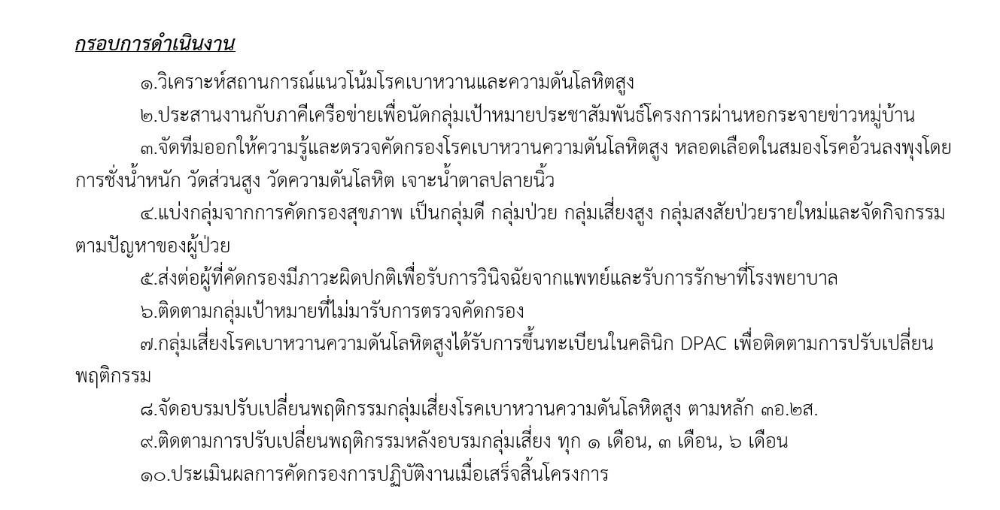 กรอบการดำเนินงาน
๑.วิเคราะห์สถานการณ์แนวโน้มโรคเบาหวานและความดันโลหิตสูง
๒.ประสานงานกับภาคีเครือข่ายเพื่อนัดกลุ่มเป้าหมายประชาสัมพันธ์โครงการผ่านหอกระจายข่าวหมู่บ้าน
๓.จัดทีมออกให้ความรู้และตรวจคัดกรองโรคเบาหวานความดันโลหิตสูง หลอดเลือดในสมองโรคอ้วนลงพุงโดย
การชั่งน้ำหนัก วัดส่วนสูง วัดความดันโลหิต เจาะน้ำตาลปลายนิ้ว
๔.แบ่งกลุ่มจากการคัดกรองสุขภาพ เป็นกลุ่มดี กลุ่มป่วย กลุ่มเสี่ยงสูง กลุ่มสงสัยป่วยรายใหม่และจัดกิจกรรม
ตามปัญหาของผู้ป่วย
๕.ส่งต่อผู้ที่คัดกรองมีภาวะผิดปกติเพื่อรับการวินิจฉัยจากแพทย์และรับการรักษาที่โรงพยาบาล
๖.ติดตามกลุ่มเป้าหมายที่ไม่มารับการตรวจคัดกรอง
๗.กลุ่มเสี่ยงโรคเบาหวานความดันโลหิตสูงได้รับการขึ้นทะเบียนในคลินิก DPAC เพื่อติดตามการปรับเปลี่ยน
พฤติกรรม
๘.จัดอบรมปรับเปลี่ยนพฤติกรรมกลุ่มเสี่ยงโรคเบาหวานความดันโลหิตสูง ตามหลัก ๓อ.๒ส.
๙.ติดตามการปรับเปลี่ยนพฤติกรรมหลังอบรมกลุ่มเสี่ยง ทุก ๑ เดือน, ๓ เดือน, ๖ เดือน
๑๐.ประเมินผลการคัดกรองการปฏิบัติงานเมื่อเสร็จสิ้นโครงการ